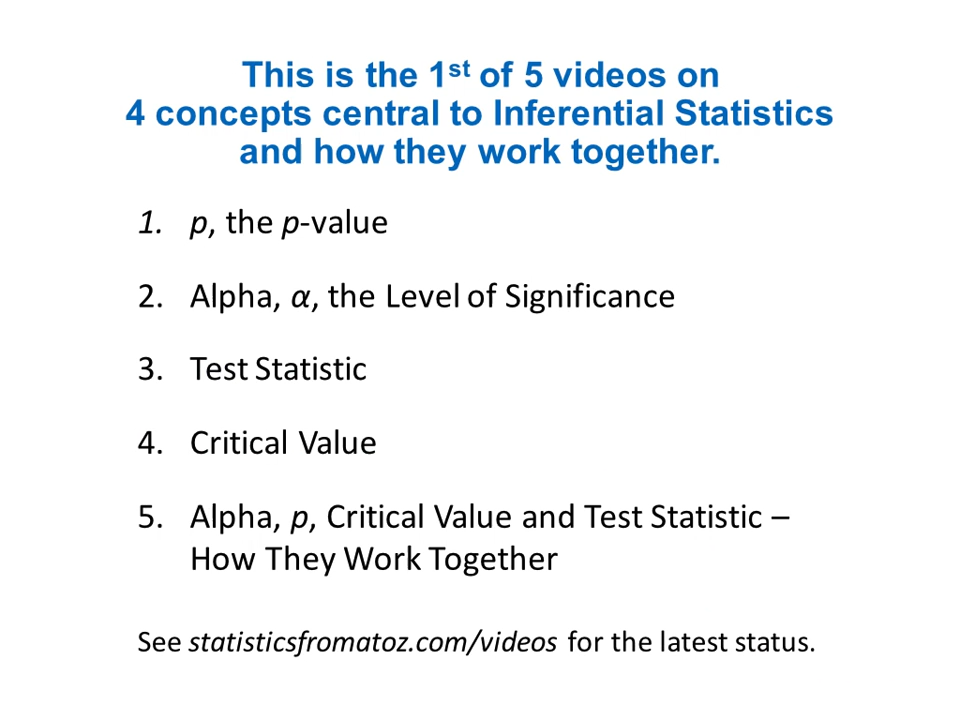 This is the 1st of 5 videos on
4 concepts central to Inferential Statistics
and how they work together.
1. p, the p-value
2. Alpha, α, the Level of Significance
3. Test Statistic
4. Critical Value
5. Alpha, p, Critical Value and Test Statistic –
How They Work Together
See statisticsfromatoz.com/videos for the latest status.